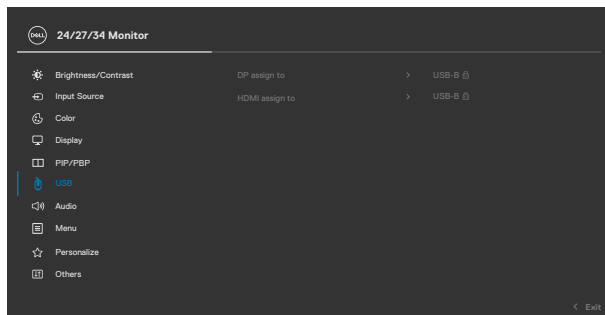 DELL 24/27/34 Monitor
Brightness/Contrast DP assign to > USB-B
Input Source HDMI assign to > USB-B
Color
Display
PIP/PBP
USB
Audio
Menu
Personalize
Others
< Exit